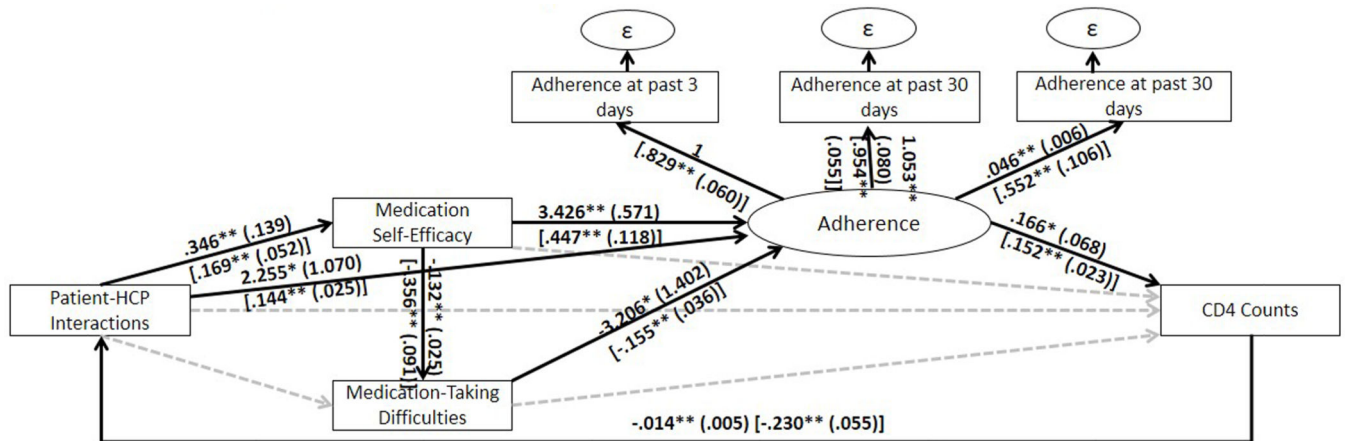 ε
ε
ε
Adherence at past 3
days
Adherence at past 30
days
Adherence at past 30
days
1
[.829** (.060)]
1.053**
(.080)
[.954**
(.055)]
.046** (.006)
[.552** (.106)]
Medication
Self-Efficacy
3.426** (.571)
[.447** (.118)]
Adherence
.166* (.068)
[.152** (.023)]
.346** (.139)
[.169** (.052)]
2.255* (1.070)
[.144** (.025)]
-.132** (.025)
[-.356** (.091)]
-3.206* (1.402)
[-.155** (.036)]
Patient-HCP
Interactions
CD4 Counts
Medication-Taking
Difficulties
-.014** (.005) [-.230** (.055)]